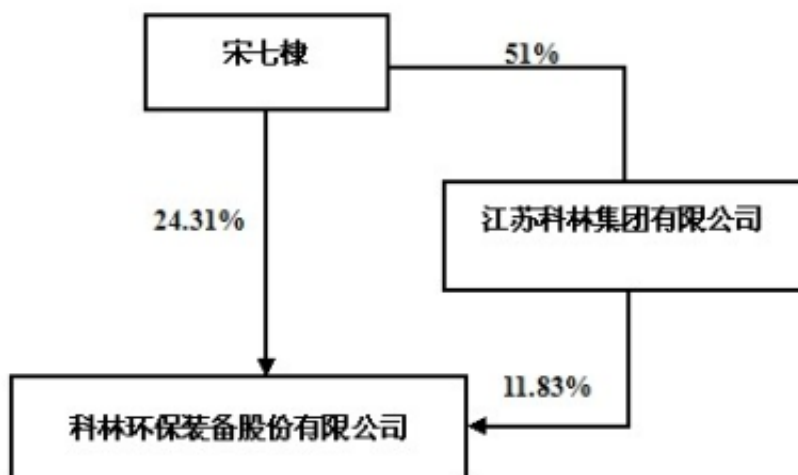 宋七棣
51%
24.31%
江苏科林集团有限公司
11.83%
科林环保装备股份有限公司